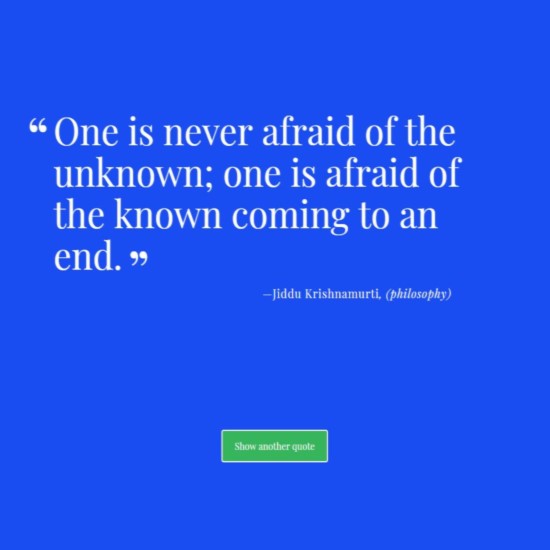 “One is never afraid of the
unknown; one is afraid of
the known coming to an
end.”
—Jiddu Krishnamurti, (philosophy)
Show another quote